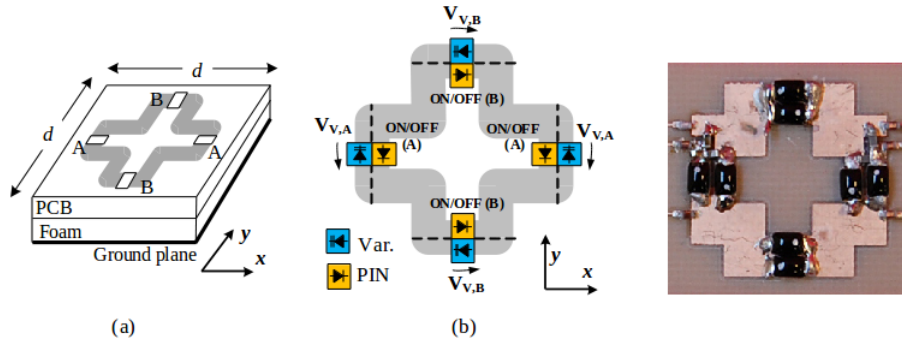 d
d
B
A
A
B
PCB
Foam
Ground plane
y
x
(a)
V_V,B
ON/OFF (B)
V_V,A
ON/OFF
(A)
ON/OFF
(A)
V_V,A
ON/OFF (B)
V_V,B
Var.
PIN
y
x
(b)